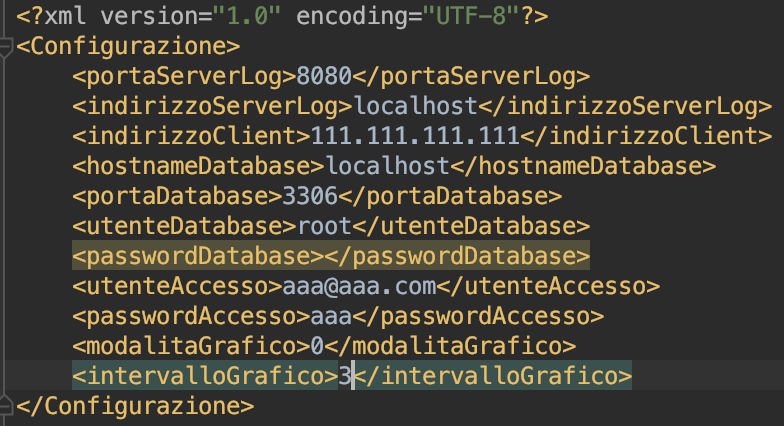 <?xml version="1.0" encoding="UTF-8"?>
<Configurazione>
<portaServerLog>8080</portaServerLog>
<indirizzoServerLog>localhost</indirizzoServerLog>
<indirizzoClient>111.111.111.111</indirizzoClient>
<hostnameDatabase>localhost</hostnameDatabase>
<portaDatabase>3306</portaDatabase>
<utenteDatabase>root</utenteDatabase>
<passwordDatabase></passwordDatabase>
<utenteAccesso>aaa@aaa.com</utenteAccesso>
<passwordAccesso>aaa</passwordAccesso>
<modalitaGrafico>0</modalitaGrafico>
<intervalloGrafico>3</intervalloGrafico>
</Configurazione>